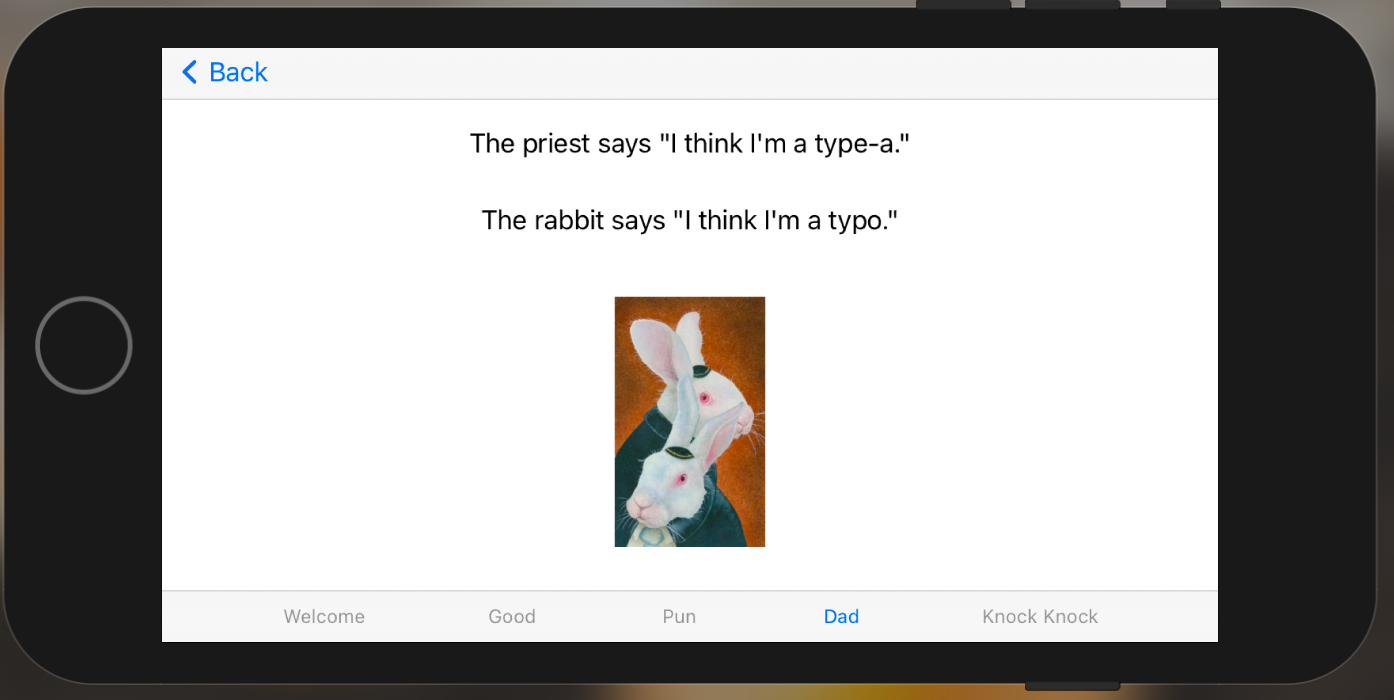 Back
The priest says "I think I'm a type-a."
The rabbit says "I think I'm a typo."
Welcome Good Pun Dad Knock Knock